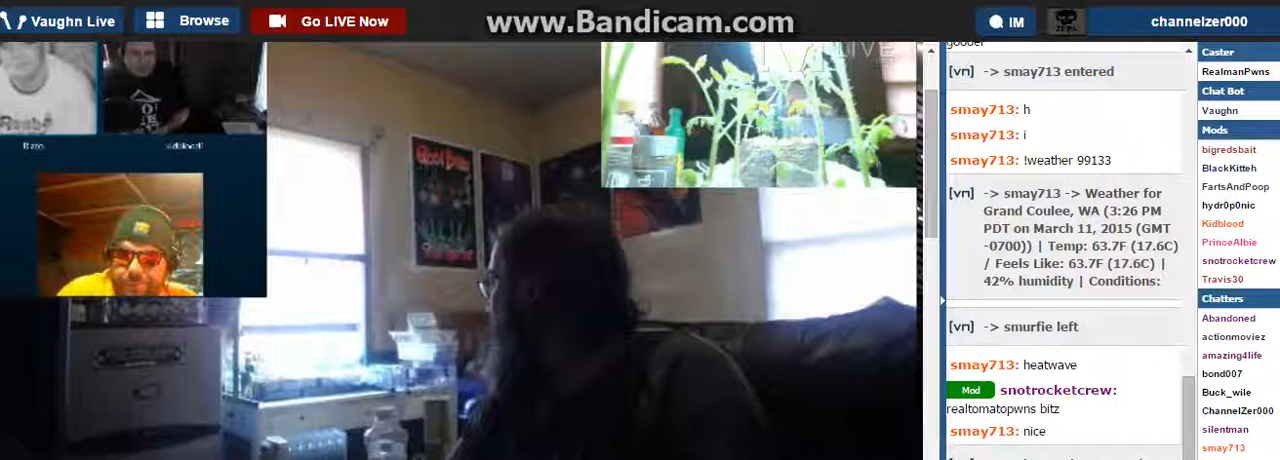 Vaughn Live
Browse
Go LIVE Now
www.Bandicam.com
IM
channelzer000
gooder
[vn] -> smay713 entered
smay713: h
smay713: i
smay713: !weather 99133
[vn] -> smay713 -> Weather for
Grand Coulee, WA (3:26 PM
PDT on March 11, 2015 (GMT
-0700)) | Temp: 63.7F (17.6C)
/ Feels Like: 63.7F (17.6C) |
42% humidity | Conditions:
[vn] -> smurfie left
smay713: heatwave
Mod snotrocketcrew:
realtomatopwns bitz
smay713: nice
Caster
RealmanPwns
Chat Bot
Vaughn
Mods
bigredsbait
BlackKitteh
FartsAndPoop
hydr0p0nic
Kidblood
PrinceAlbie
snotrocketcrew
Travis30
Chatters
Abandoned
actionmoviez
amazing4life
bond007
Buck_wile
ChannelZer000
silentman
smay713